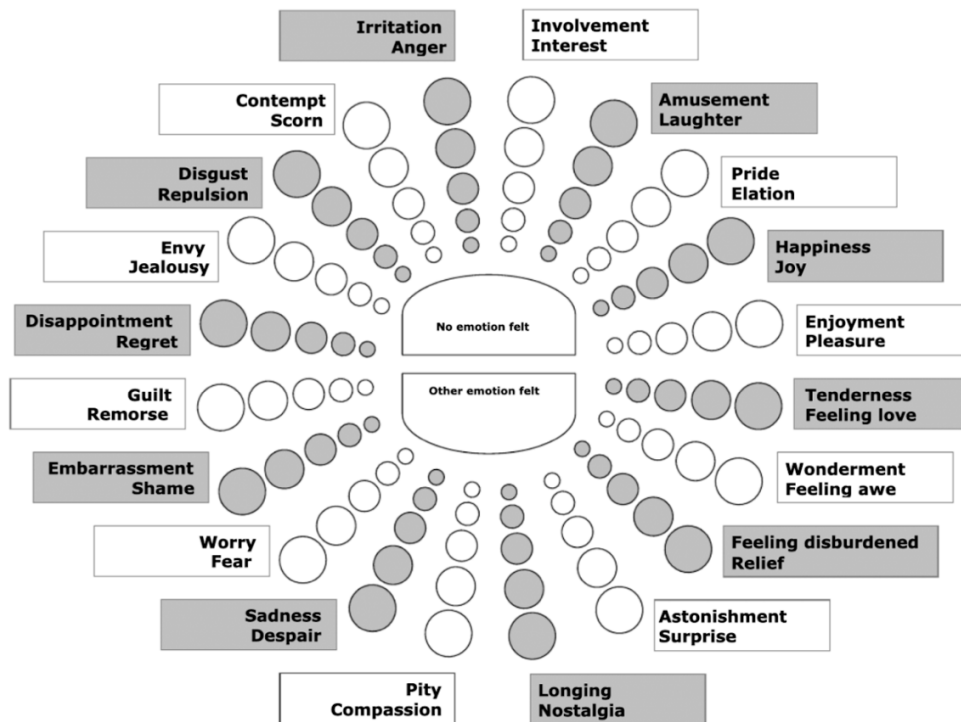 Irritation
Anger
Involvement
Interest
Contempt
Scorn
Amusement
Laughter
Disgust
Repulsion
Pride
Elation
Envy
Jealousy
Happiness
Joy
Disappointment
Regret
No emotion felt
Enjoyment
Pleasure
Guilt
Remorse
Other emotion felt
Tenderness
Feeling love
Embarrassment
Shame
Wonderment
Feeling awe
Worry
Fear
Feeling disburdened
Relief
Sadness
Despair
Astonishment
Surprise
Pity
Compassion
Longing
Nostalgia